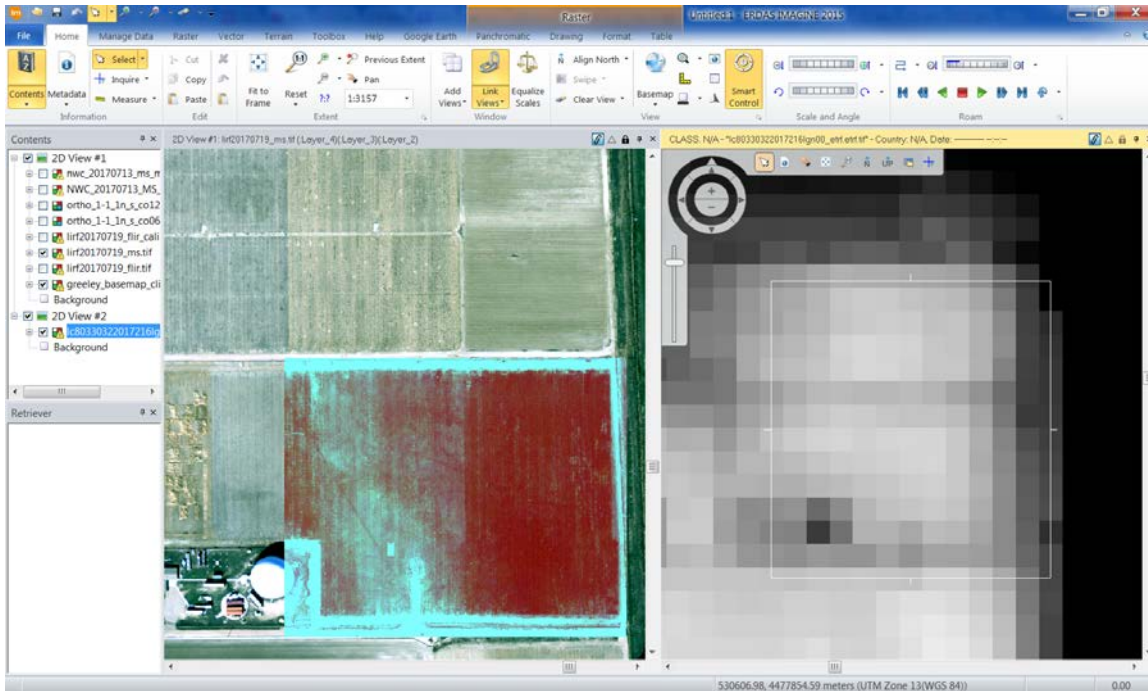 Raster
Untitled:1 - ERDAS IMAGINE 2015
File Home Manage Data Raster Vector Terrain Toolbox Help Google Earth Panchromatic Drawing Format Table
Contents
Metadata
Select
Inquire
Measure
Information
Cut
Copy
Paste
Edit
Fit to
Frame
Reset
Previous Extent
Pan
1:3157
Extent
Add
Views
Link
Views
Equalize
Scales
Window
Align North
Swipe
Clear View
Basemap
View
Smart
Control
Scale and Angle
Roam
Contents
2D View #1
nwc_20170713_ms_m
NWC_20170713_MS_
ortho_1-1_1n_s_co12
ortho_1-1_1n_s_co06
lirf20170719_flir_cali
lirf20170719_ms.tif
lirf20170719_flir.tif
greeley_basemap_cli
Background
2D View #2
lc80330322017216lg
Background
Retriever
2D View #1: lirf20170719_ms.tif (:Layer_4)(:Layer_3)(:Layer_2)
CLASS. N/A - "lc80330322017216lgn00_etrf.etrf.tif" - Country: N/A, Date:
N
UP
530606.98, 4477854.59 meters (UTM Zone 13(WGS 84))
0.00